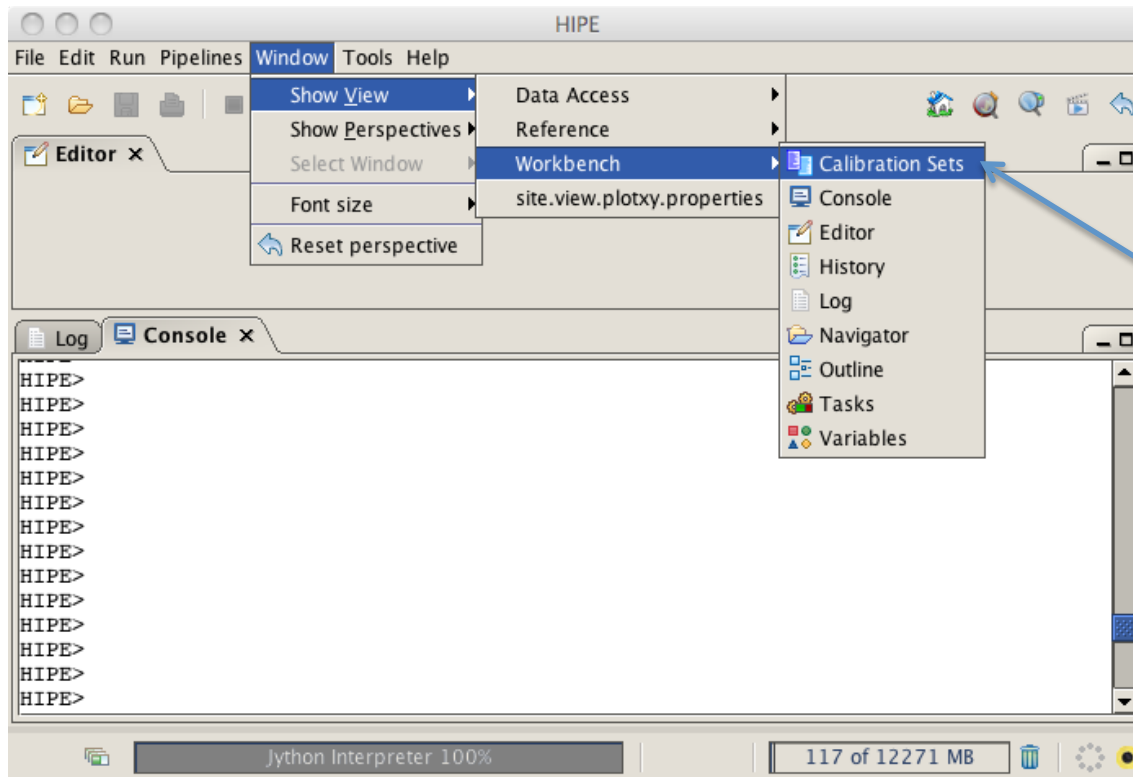 HIPE
File Edit Run Pipelines Window Tools Help
Show View
Data Access
Show Perspectives
Reference
Editor
Select Window
Workbench
Calibration Sets
Font size
site.view.plotxy.properties
Console
Reset perspective
Editor
History
Log
Navigator
Outline
Tasks
Variables
Log Console
HIPE>
HIPE>
HIPE>
HIPE>
HIPE>
HIPE>
HIPE>
HIPE>
HIPE>
HIPE>
HIPE>
HIPE>
HIPE>
HIPE>
Jython Interpreter 100%
117 of 12271 MB